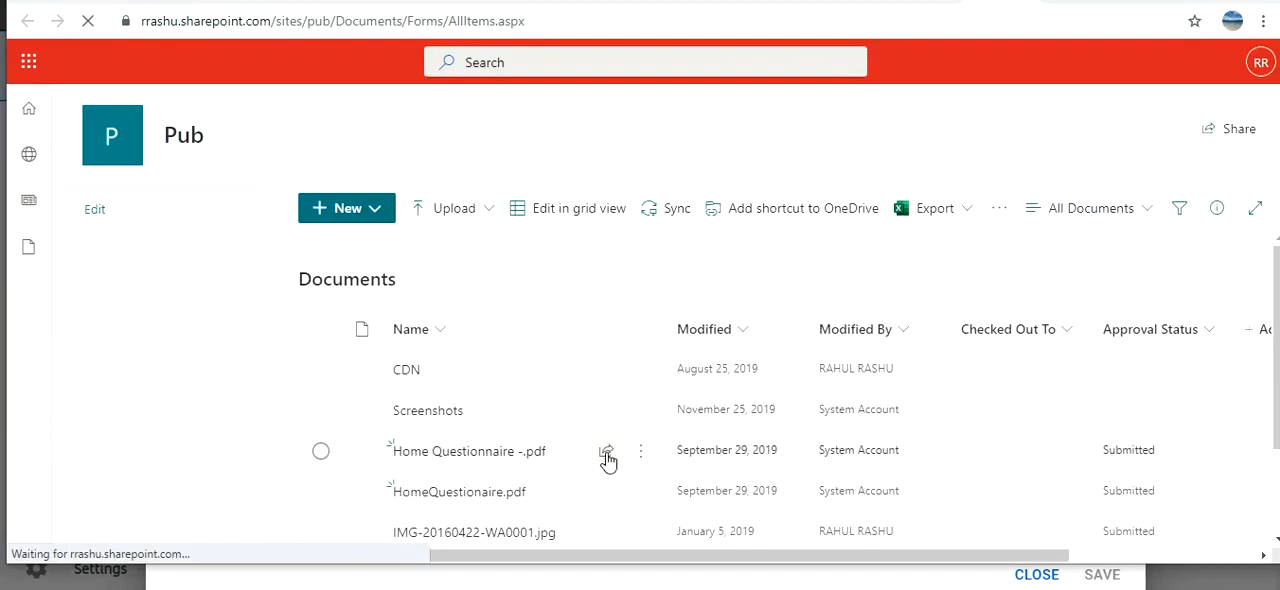 rrashu.sharepoint.com/sites/pub/Documents/Forms/AllItems.aspx
Search
RR
P
Pub
Share
Edit
New
Upload
Edit in grid view
Sync
Add shortcut to OneDrive
Export
All Documents
Documents
Name Modified Modified By Checked Out To Approval Status + Ac
CDN August 25, 2019 RAHUL RASHU
Screenshots November 25, 2019 System Account
Home Questionnaire -.pdf September 29, 2019 System Account Submitted
HomeQuestionaire.pdf September 29, 2019 System Account Submitted
IMG-20160422-WA0001.jpg January 5, 2019 RAHUL RASHU Submitted
Waiting for rrashu.sharepoint.com...
Settings
CLOSE SAVE